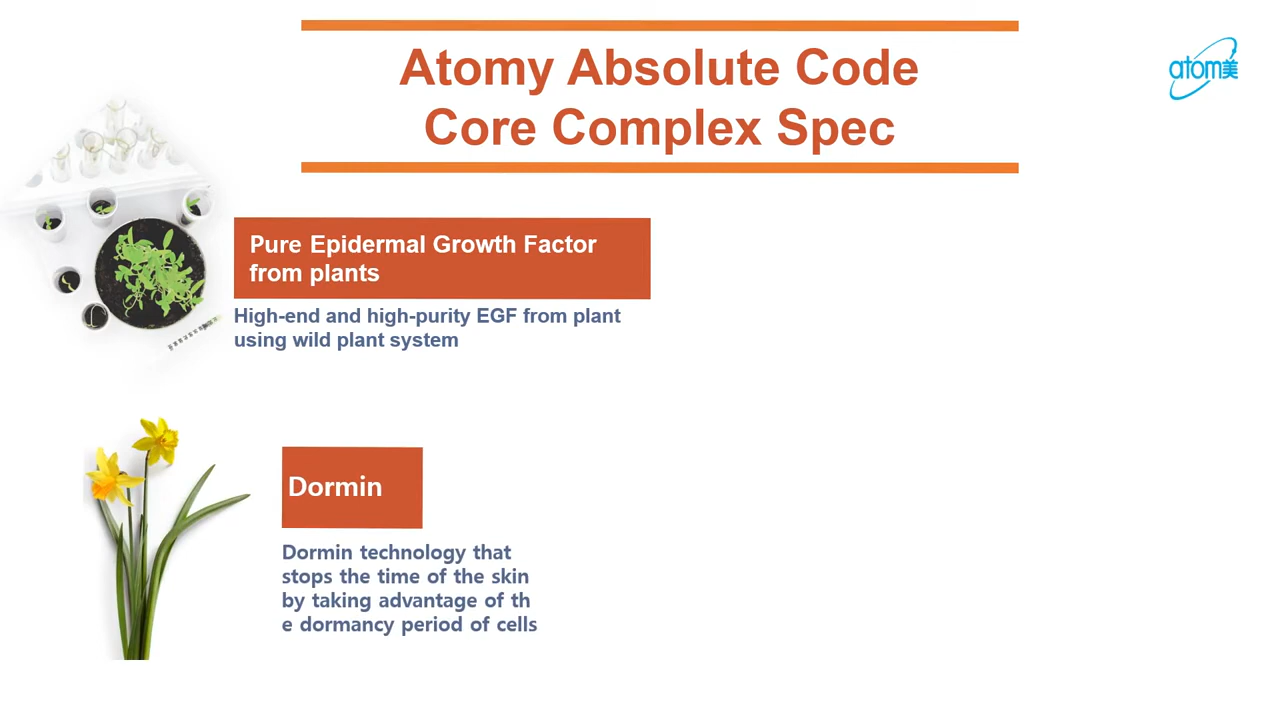 Atomy Absolute Code
Core Complex Spec
atom美
Pure Epidermal Growth Factor
from plants
High-end and high-purity EGF from plant
using wild plant system
Dormin
Dormin technology that
stops the time of the skin
by taking advantage of th
e dormancy period of cells